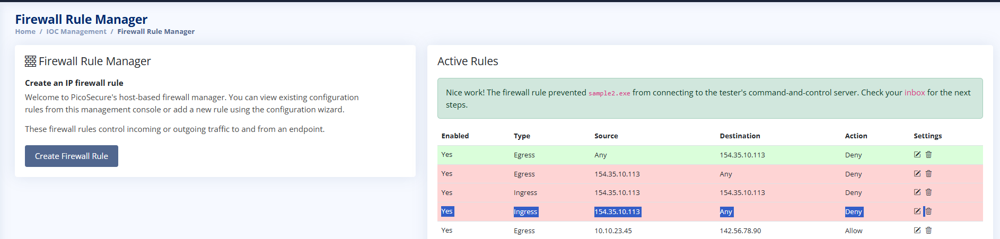 Firewall Rule Manager
Home / IOC Management / Firewall Rule Manager
Firewall Rule Manager
Create an IP firewall rule
Welcome to PicoSecure's host-based firewall manager. You can view existing configuration
rules from this management console or add a new rule using the configuration wizard.
These firewall rules control incoming or outgoing traffic to and from an endpoint.
Create Firewall Rule
Active Rules
Nice work! The firewall rule prevented sample2.exe from connecting to the tester's command-and-control server. Check your inbox for the next
steps.
Enabled Type Source Destination Action Settings
Yes Egress Any 154.35.10.113 Deny
Yes Egress 154.35.10.113 Any Deny
Yes Ingress 154.35.10.113 154.35.10.113 Deny
Yes Ingress 154.35.10.113 Any Deny
Yes Egress 10.10.23.45 142.56.78.90 Allow